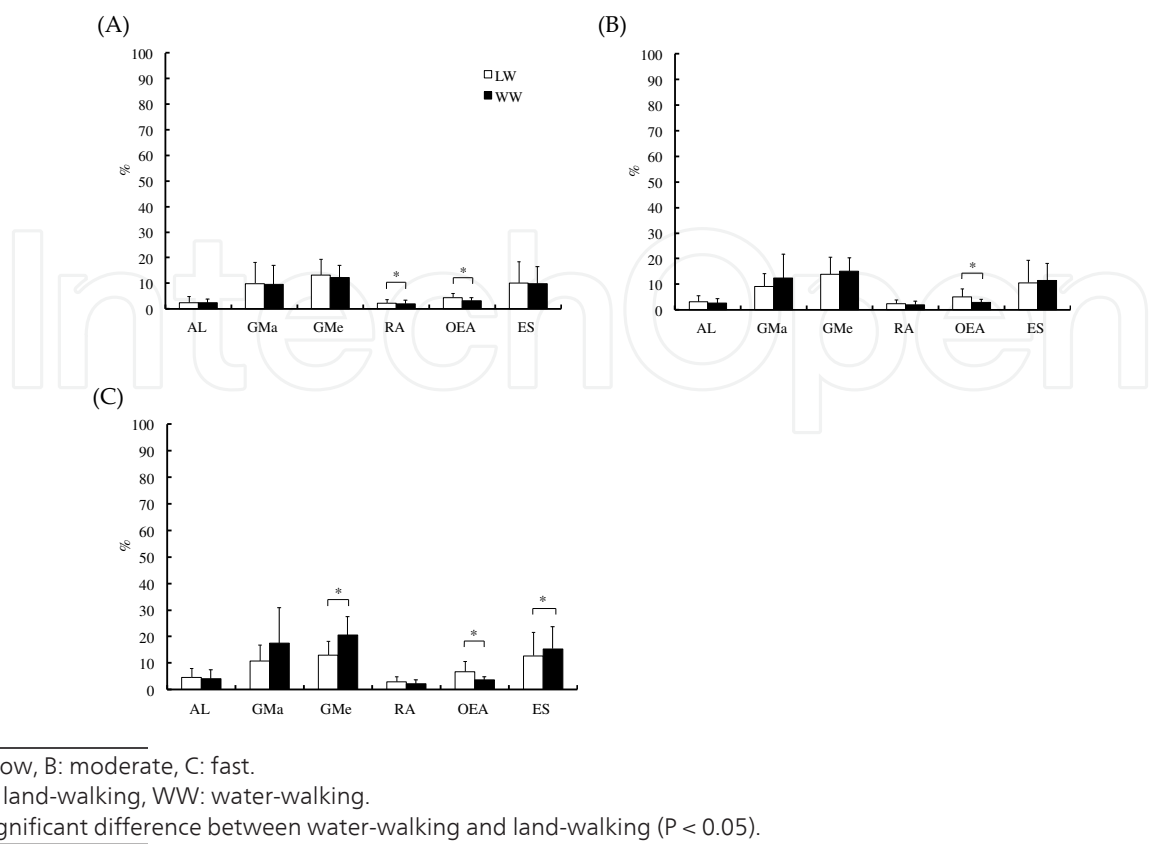 (A)
100
90
80
70
60
50
40
30
20
10
0
%
LW
WW
* *
AL GMa GMe RA OEA ES
(B)
100
90
80
70
60
50
40
30
20
10
0
%
*
AL GMa GMe RA OEA ES
IntechOpen
(C)
100
90
80
70
60
50
40
30
20
10
0
%
* * *
AL GMa GMe RA OEA ES
ow, B: moderate, C: fast.
land-walking, WW: water-walking.
gnificant difference between water-walking and land-walking (P < 0.05).